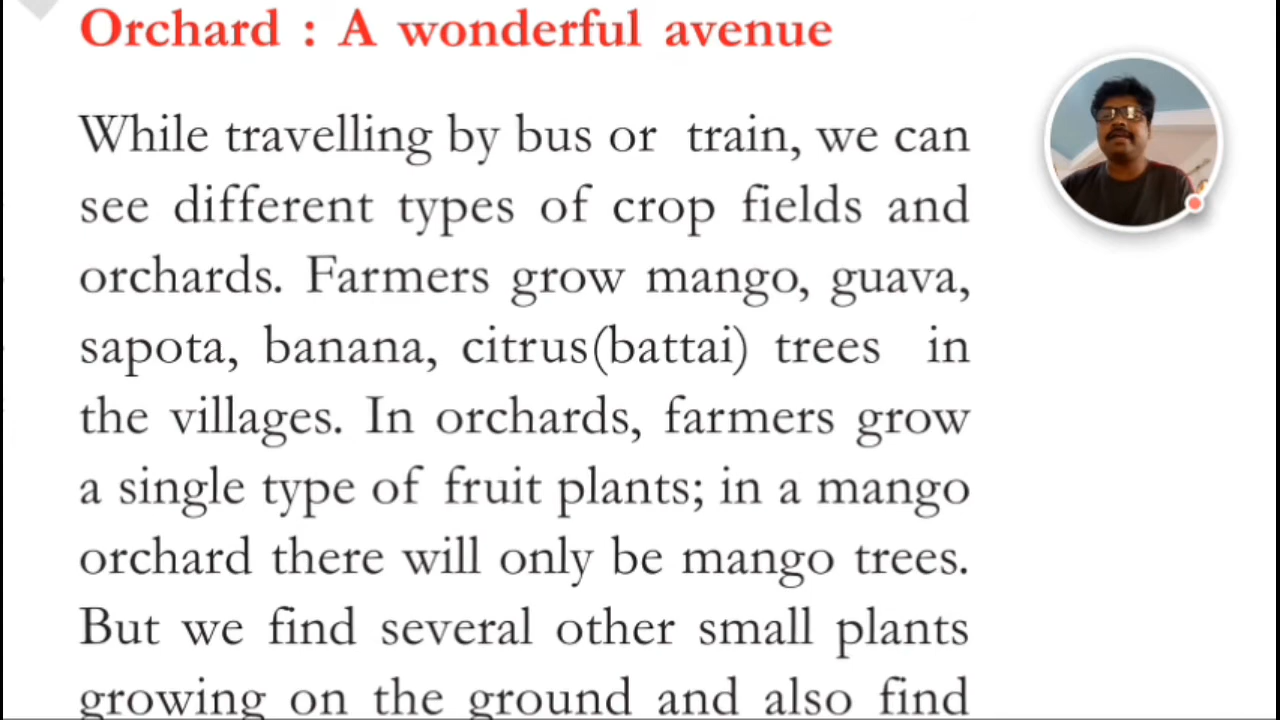 Orchard : A wonderful avenue
While travelling by bus or train, we can
see different types of crop fields and
orchards. Farmers grow mango, guava,
sapota, banana, citrus(battai) trees in
the villages. In orchards, farmers grow
a single type of fruit plants; in a mango
orchard there will only be mango trees.
But we find several other small plants
growing on the ground and also find